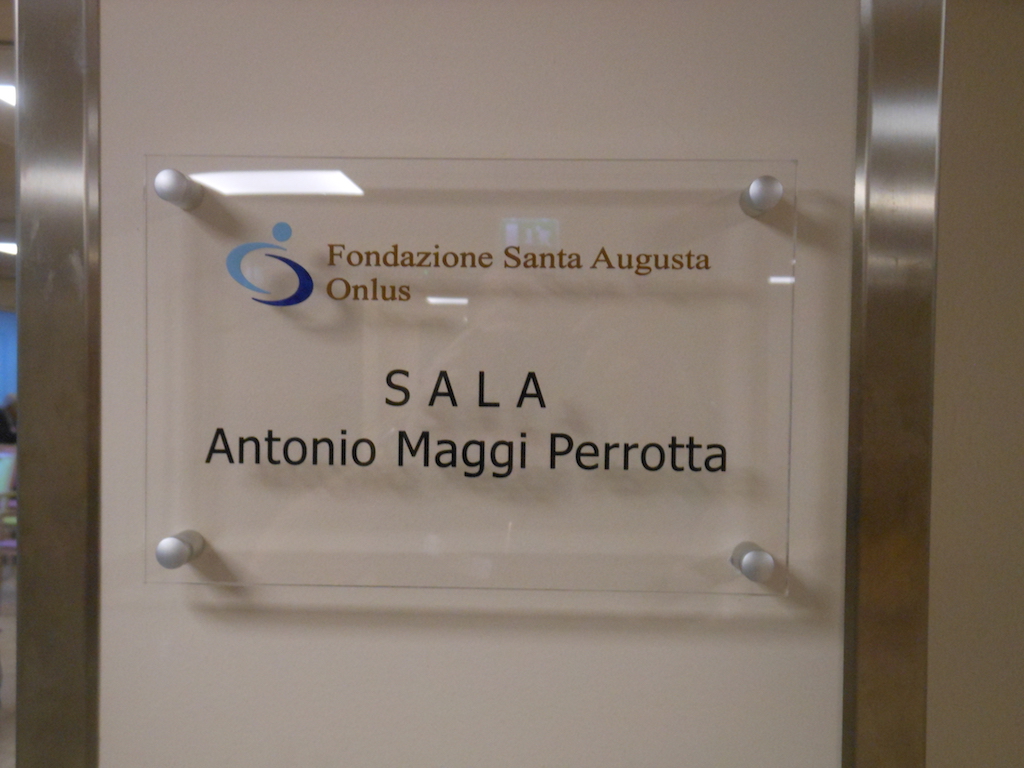 Fondazione Santa Augusta
Onlus
SALA
Antonio Maggi Perrotta